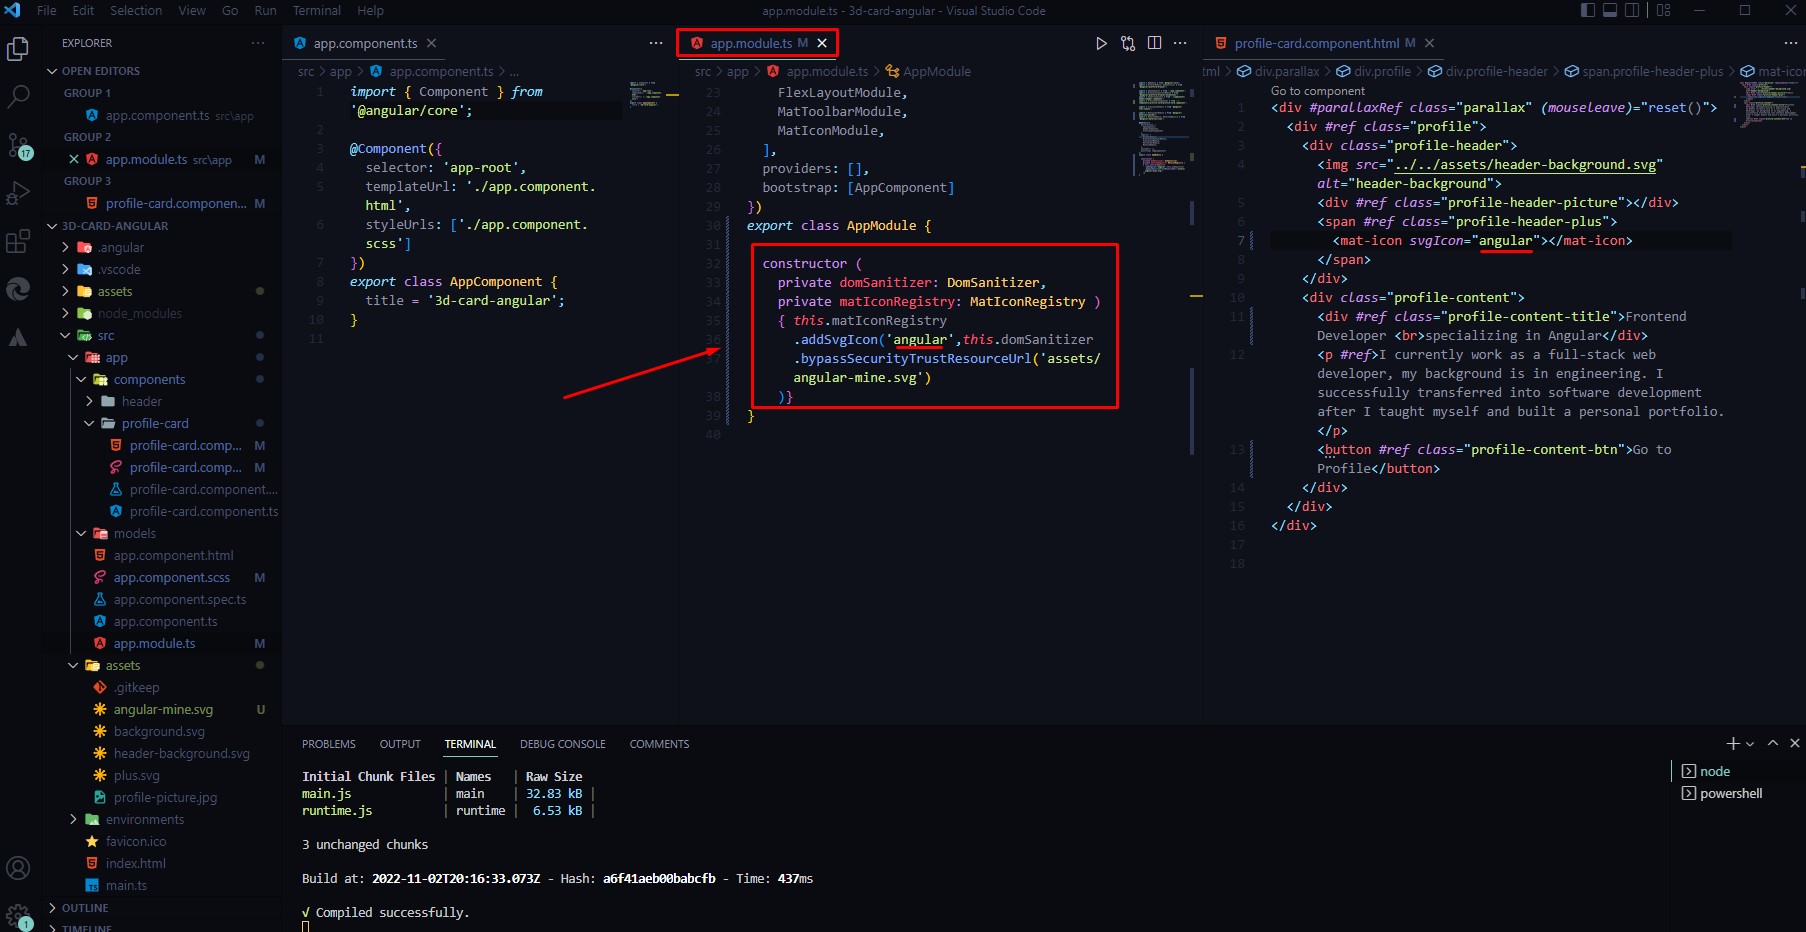 File Edit Selection View Go Run Terminal Help
app.module.ts - 3d-card-angular - Visual Studio Code
EXPLORER
OPEN EDITORS
GROUP 1
app.component.ts src\app
GROUP 2
app.module.ts src\app M
GROUP 3
profile-card.componen... M
3D-CARD-ANGULAR
.angular
.vscode
assets
node_modules
src
app
components
header
profile-card
profile-card.comp... M
profile-card.comp... M
profile-card.component....
profile-card.component.ts
models
app.component.html
app.component.scss M
app.component.spec.ts
app.component.ts
app.module.ts M
assets
.gitkeep
angular-mine.svg U
background.svg
header-background.svg
plus.svg
profile-picture.jpg
environments
favicon.ico
index.html
main.ts
OUTLINE
TIMELINE
17
1
app.component.ts
src > app > app.component.ts > ...
1 import { Component } from
'@angular/core';
2
3 @Component({
4 selector: 'app-root',
5 templateUrl: './app.component.
html',
6 styleUrls: ['./app.component.
scss']
7 })
8 export class AppComponent {
9 title = '3d-card-angular';
10 }
11
app.module.ts M
src > app > app.module.ts > AppModule
23 FlexLayoutModule,
24 MatToolbarModule,
25 MatIconModule,
26 ],
27 providers: [],
28 bootstrap: [AppComponent]
29 })
30 export class AppModule {
31
32 constructor (
33 private domSanitizer: DomSanitizer,
34 private matIconRegistry: MatIconRegistry )
35 { this.matIconRegistry
36 .addSvgIcon('angular',this.domSanitizer
37 .bypassSecurityTrustResourceUrl('assets/
angular-mine.svg')
38 )}
39 }
40
profile-card.component.html M
tml > div.parallax > div.profile > div.profile-header > span.profile-header-plus > mat-icon
Go to component
1 <div #parallaxRef class="parallax" (mouseleave)="reset()">
2 <div #ref class="profile">
3 <div class="profile-header">
4 <img src="../../assets/header-background.svg"
alt="header-background">
5 <div #ref class="profile-header-picture"></div>
6 <span #ref class="profile-header-plus">
7 <mat-icon svgIcon="angular"></mat-icon>
8 </span>
9 </div>
10 <div class="profile-content">
11 <div #ref class="profile-content-title">Frontend
Developer <br>specializing in Angular</div>
12 <p #ref>I currently work as a full-stack web
developer, my background is in engineering. I
successfully transferred into software development
after I taught myself and built a personal portfolio.
</p>
13 <button #ref class="profile-content-btn">Go to
Profile</button>
14 </div>
15 </div>
16 </div>
17
18
PROBLEMS OUTPUT TERMINAL DEBUG CONSOLE COMMENTS
Initial Chunk Files | Names | Raw Size
main.js | main | 32.83 kB |
runtime.js | runtime | 6.53 kB |
3 unchanged chunks
Build at: 2022-11-02T20:16:33.073Z - Hash: a6f41aeb00babcfb - Time: 437ms
√ Compiled successfully.
node
powershell